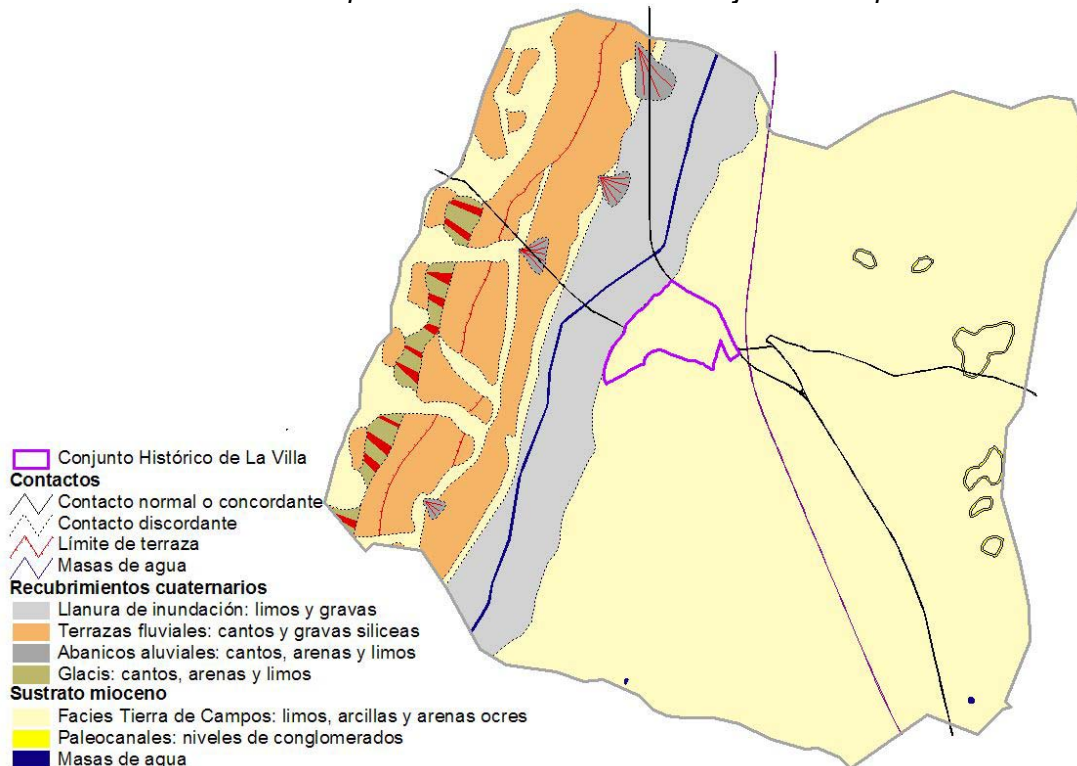 Conjunto Histórico de La Villa
Contactos
Contacto normal o concordante
Contacto discordante
Límite de terraza
Masas de agua
Recubrimientos cuaternarios
Llanura de inundación: limos y gravas
Terrazas fluviales: cantos y gravas siliceas
Abanicos aluviales: cantos, arenas y limos
Glacis: cantos, arenas y limos
Sustrato mioceno
Facies Tierra de Campos: limos, arcillas y arenas ocres
Paleocanales: niveles de conglomerados
Masas de agua